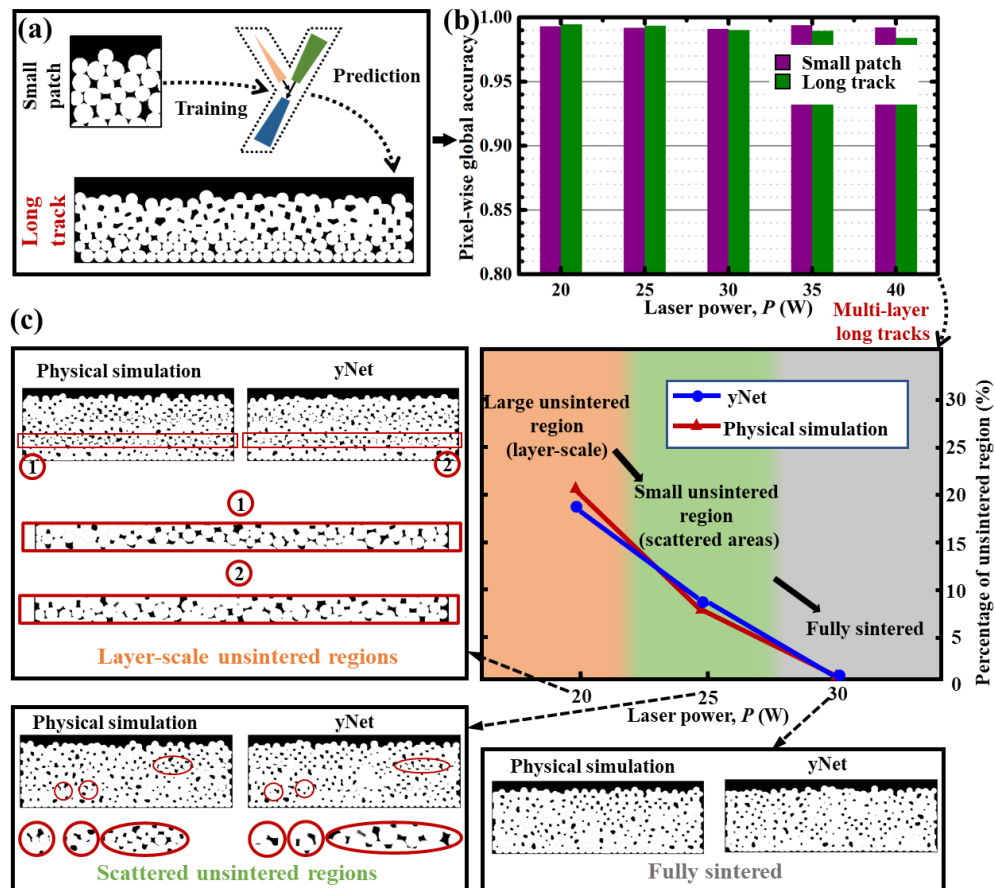 (a)
Small
patch
Training
Prediction
Long
track
(b)
Pixel-wise global accuracy
1.00
0.95
0.90
0.85
0.80
Small patch
Long track
20 25 30 35 40
Laser power, P (W)
Multi-layer
long tracks
(c)
Physical simulation yNet
1 2
1
2
Layer-scale unsintered regions
yNet
Physical simulation
Large unsintered
region
(layer-scale)
Small unsintered
region
(scattered areas)
Fully sintered
30
25
20
15
10
5
0
Percentage of unsintered region (%)
20 25 30
Laser power, P (W)
Physical simulation yNet
Scattered unsintered regions
Physical simulation yNet
Fully sintered